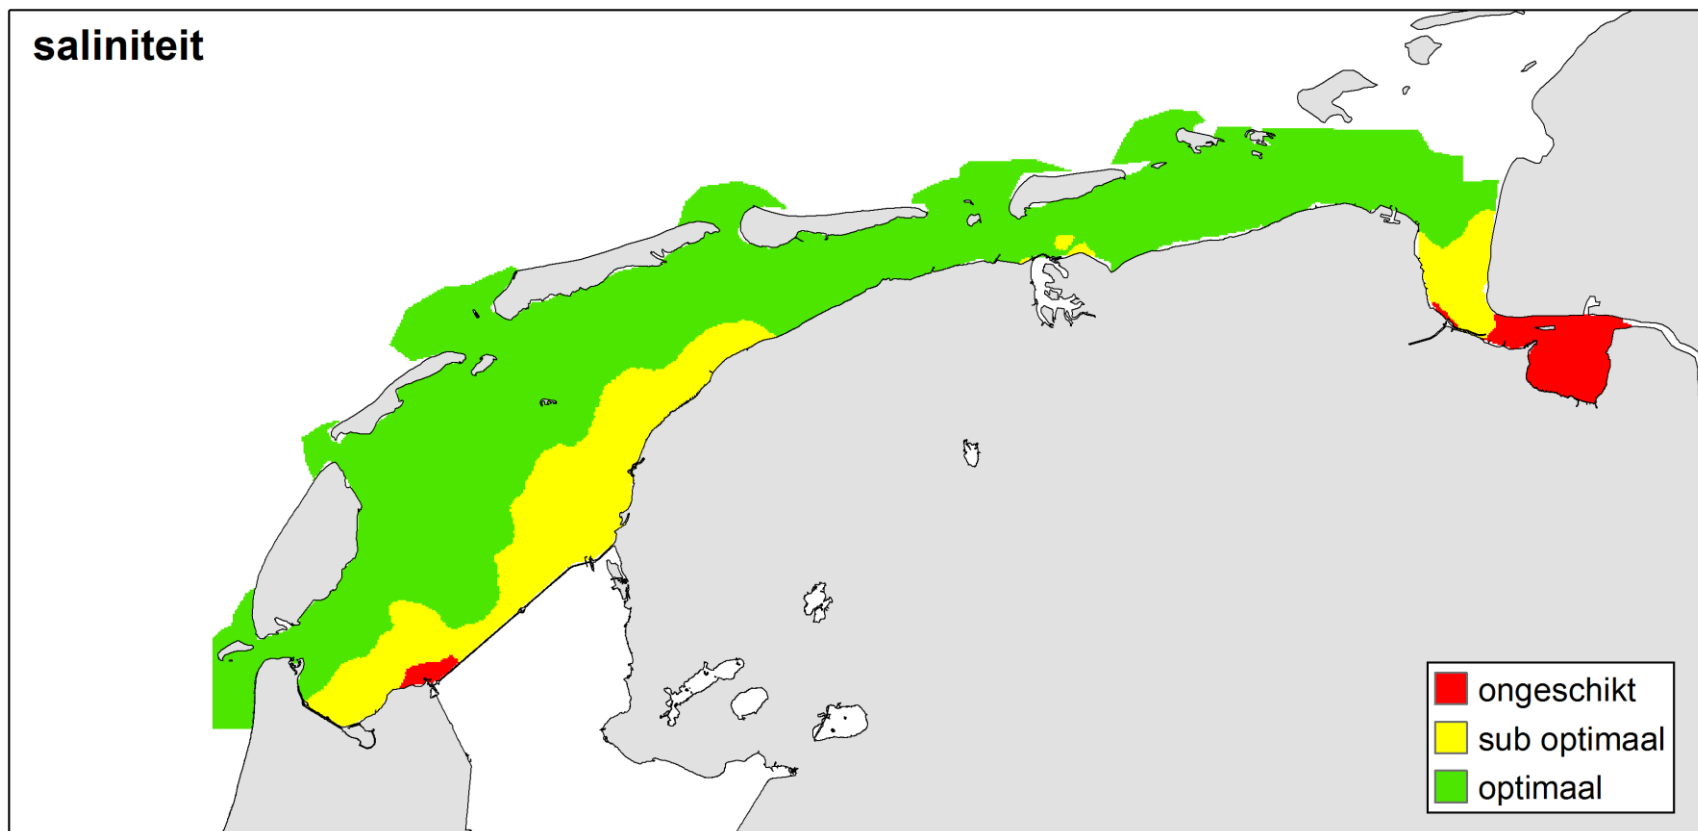 saliniteit
ongeschikt
sub optimaal
optimaal